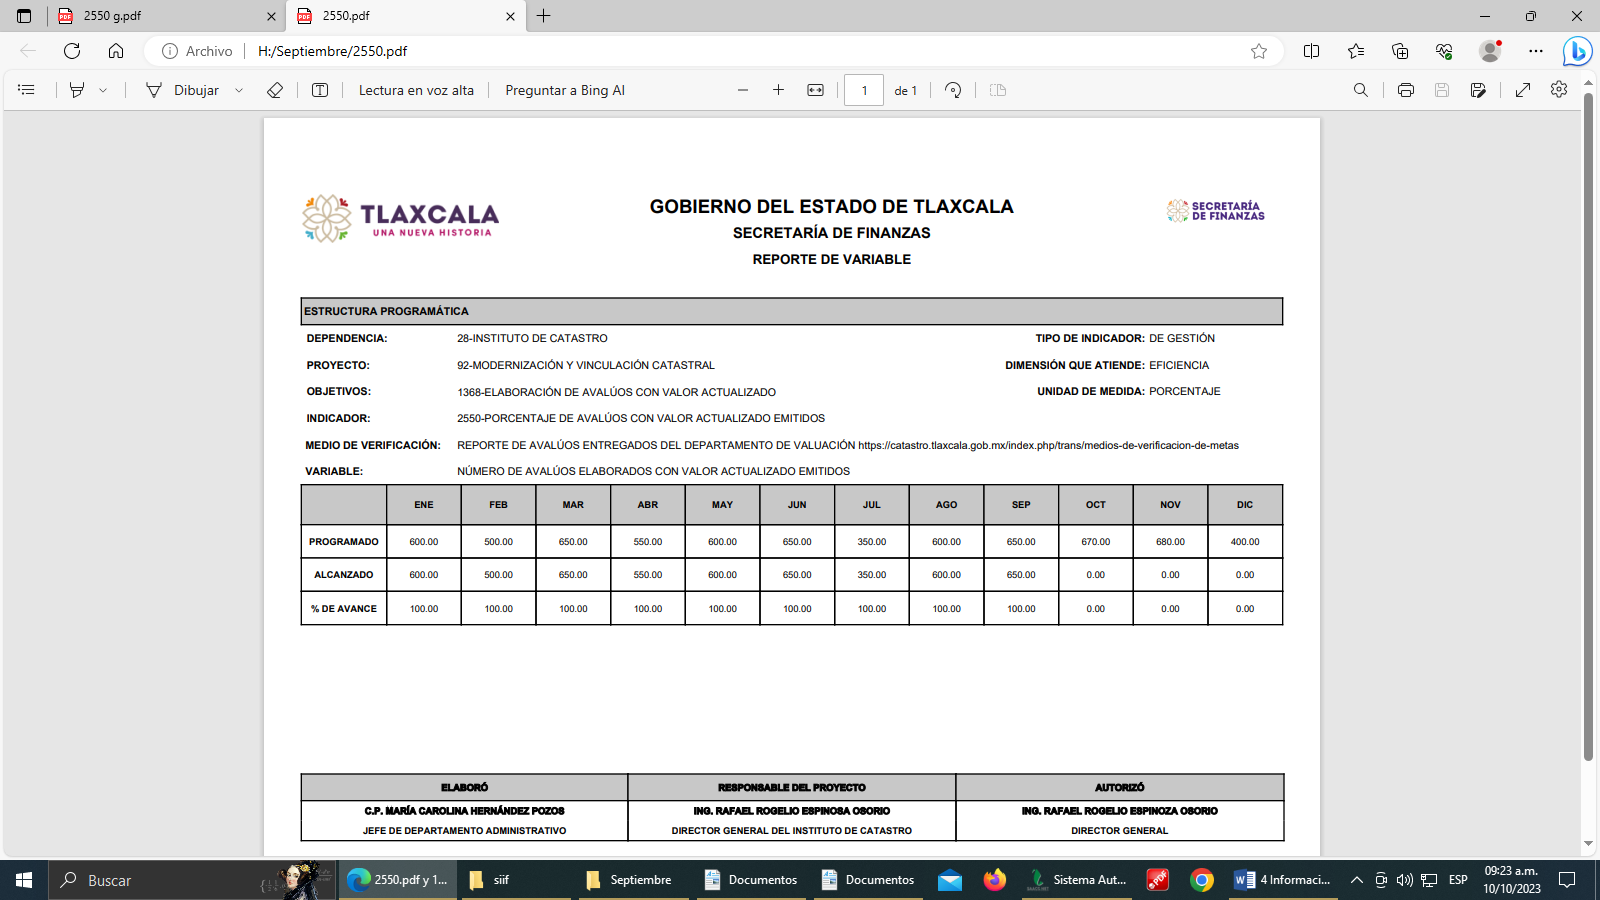 2550 g.pdf
2550.pdf
Archivo
H:/Septiembre/2550.pdf
Dibujar
Lectura en voz alta
Preguntar a Bing AI
1
de 1
TLAXCALA
UNA NUEVA HISTORIA
GOBIERNO DEL ESTADO DE TLAXCALA
SECRETARÍA DE FINANZAS
REPORTE DE VARIABLE
SECRETARÍA
DE FINANZAS
ESTRUCTURA PROGRAMÁTICA
DEPENDENCIA: 28-INSTITUTO DE CATASTRO TIPO DE INDICADOR: DE GESTIÓN
PROYECTO: 92-MODERNIZACIÓN Y VINCULACIÓN CATASTRAL DIMENSIÓN QUE ATIENDE: EFICIENCIA
OBJETIVOS: 1368-ELABORACIÓN DE AVALÚOS CON VALOR ACTUALIZADO UNIDAD DE MEDIDA: PORCENTAJE
INDICADOR: 2550-PORCENTAJE DE AVALÚOS CON VALOR ACTUALIZADO EMITIDOS
MEDIO DE VERIFICACIÓN: REPORTE DE AVALÚOS ENTREGADOS DEL DEPARTAMENTO DE VALUACIÓN https://catastro.tlaxcala.gob.mx/index.php/trans/medios-de-verificacion-de-metas
VARIABLE: NÚMERO DE AVALÚOS ELABORADOS CON VALOR ACTUALIZADO EMITIDOS
ENE FEB MAR ABR MAY JUN JUL AGO SEP OCT NOV DIC
PROGRAMADO 600.00 500.00 650.00 550.00 600.00 650.00 350.00 600.00 650.00 670.00 680.00 400.00
ALCANZADO 600.00 500.00 650.00 550.00 600.00 650.00 350.00 600.00 650.00 0.00 0.00 0.00
% DE AVANCE 100.00 100.00 100.00 100.00 100.00 100.00 100.00 100.00 100.00 0.00 0.00 0.00
ELABORÓ RESPONSABLE DEL PROYECTO AUTORIZÓ
C.P. MARÍA CAROLINA HERNÁNDEZ POZOS ING. RAFAEL ROGELIO ESPINOSA OSORIO ING. RAFAEL ROGELIO ESPINOZA OSORIO
JEFE DE DEPARTAMENTO ADMINISTRATIVO DIRECTOR GENERAL DEL INSTITUTO DE CATASTRO DIRECTOR GENERAL
Buscar
2550.pdf y 1...
siif
Septiembre
Documentos
Documentos
Sistema Aut...
4 Informaci...
ESP
09:23 a.m.
10/10/2023